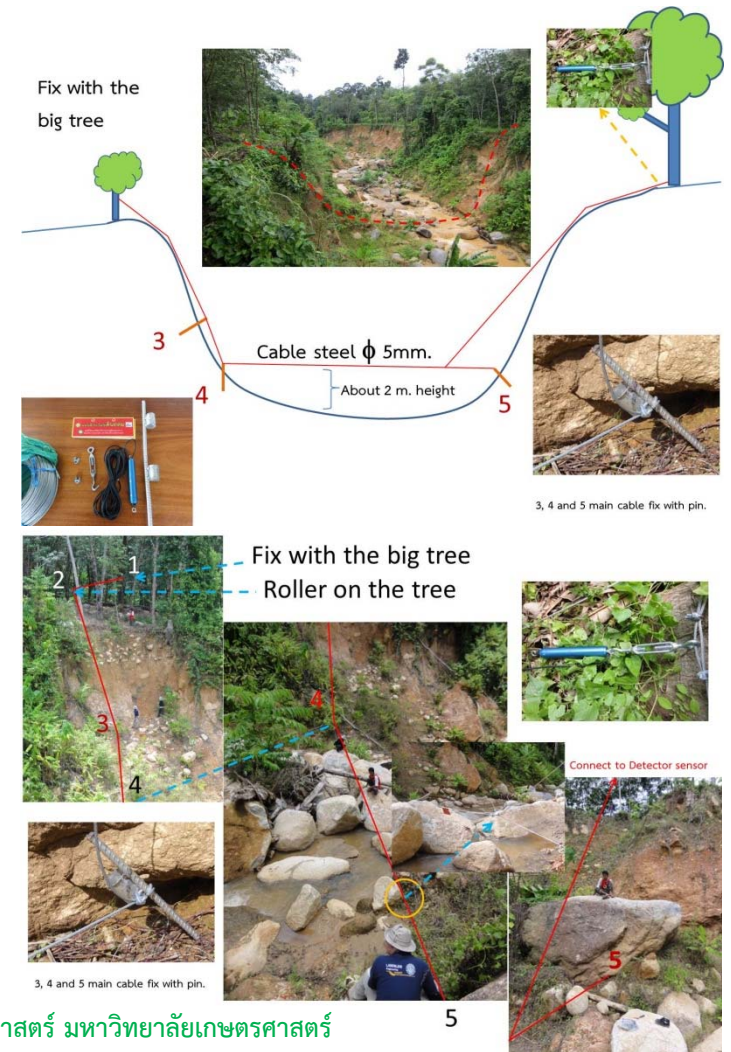 Fix with the
big tree
3
4
Cable steel ϕ 5mm.
About 2 m. height
5
3, 4 and 5 main cable fix with pin.
1
2
Fix with the big tree
Roller on the tree
3
4
4
Connect to Detector sensor
5
5
3, 4 and 5 main cable fix with pin.
าสตร์ มหาวิทยาลัยเกษตรศาสตร์